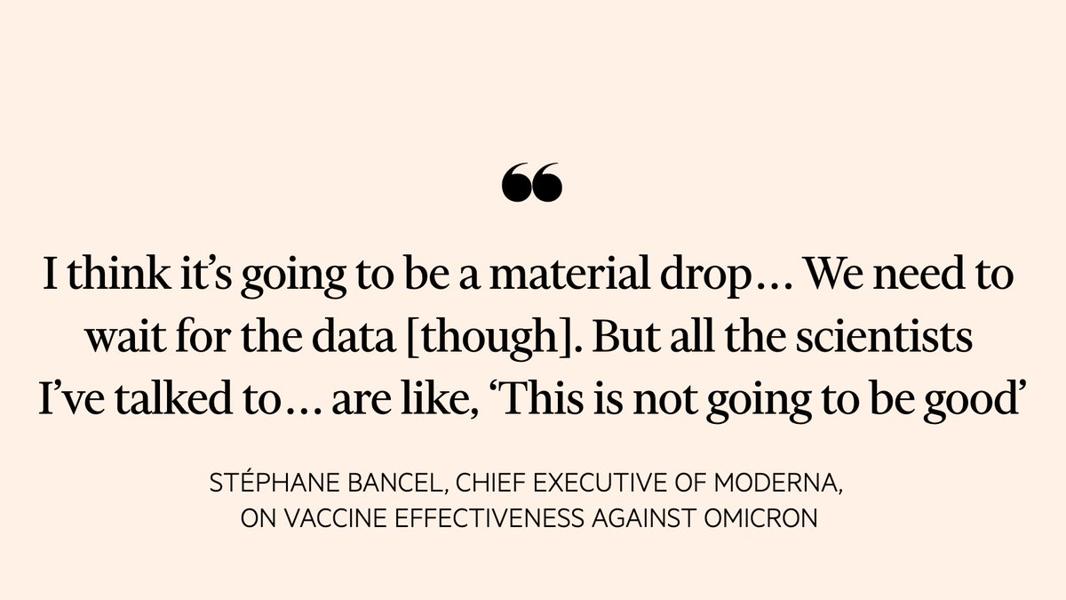 “
I think it’s going to be a material drop… We need to
wait for the data [though]. But all the scientists
I’ve talked to… are like, ‘This is not going to be good’
STÉPHANE BANCEL, CHIEF EXECUTIVE OF MODERNA,
ON VACCINE EFFECTIVENESS AGAINST OMICRON